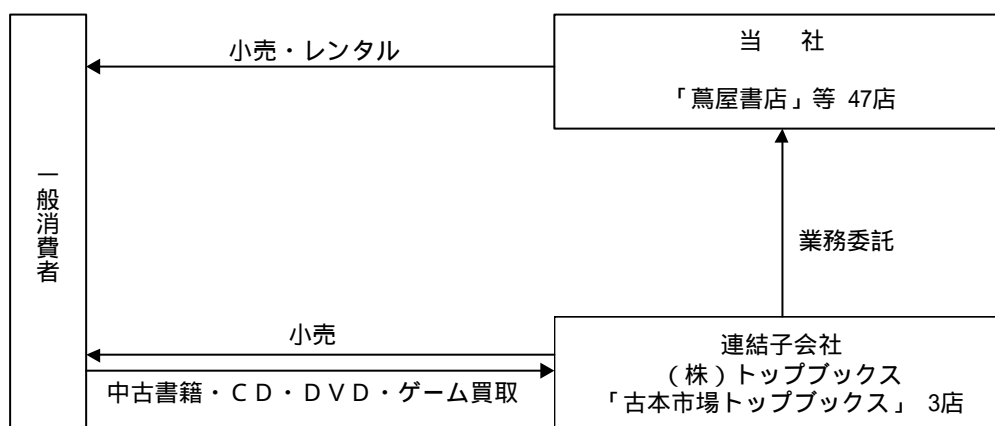 当　　社
「蔦屋書店」等 47店
小売・レンタル
一般消費者
業務委託
小売
中古書籍・ＣＤ・ＤＶＤ・ゲーム買取
連結子会社
（株）トップブックス
「古本市場トップブックス」 3店